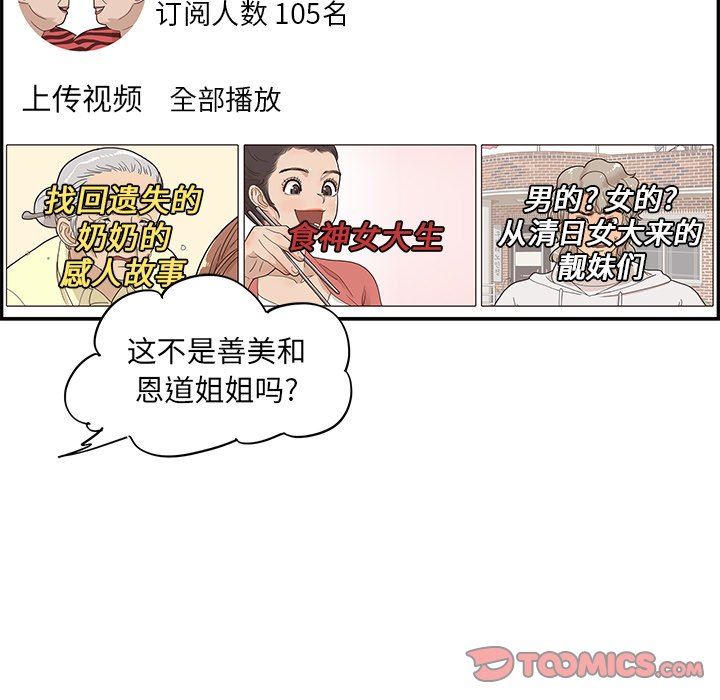 订阅人数 105名
上传视频 全部播放
找回遗失的
奶奶的
感人故事
食神女大生
男的? 女的?
从清日女大来的
靓妹们
这不是善美和
恩道姐姐吗?
TOOMICS.COM